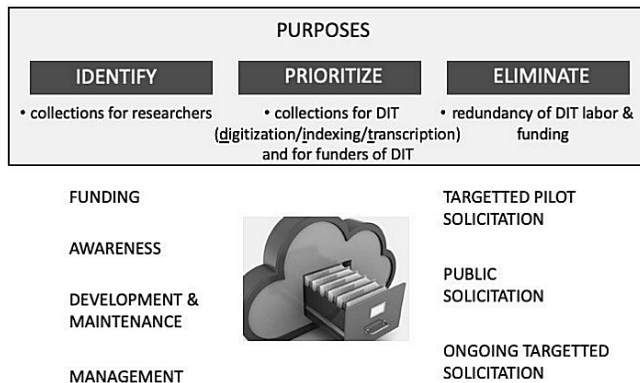 PURPOSES
IDENTIFY
• collections for researchers
PRIORITIZE
• collections for DIT
(digitization/indexing/transcription)
and for funders of DIT
ELIMINATE
• redundancy of DIT labor &
funding
FUNDING
AWARENESS
DEVELOPMENT &
MAINTENANCE
MANAGEMENT
TARGETTED PILOT
SOLICITATION
PUBLIC
SOLICITATION
ONGOING TARGETTED
SOLICITATION